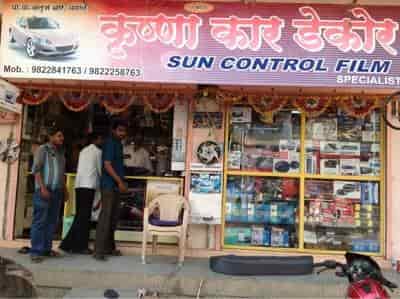 कृष्णा कार डेकोर
SUN CONTROL FILM
SPECIALIST
Mob. : 9822841763 / 9822258763